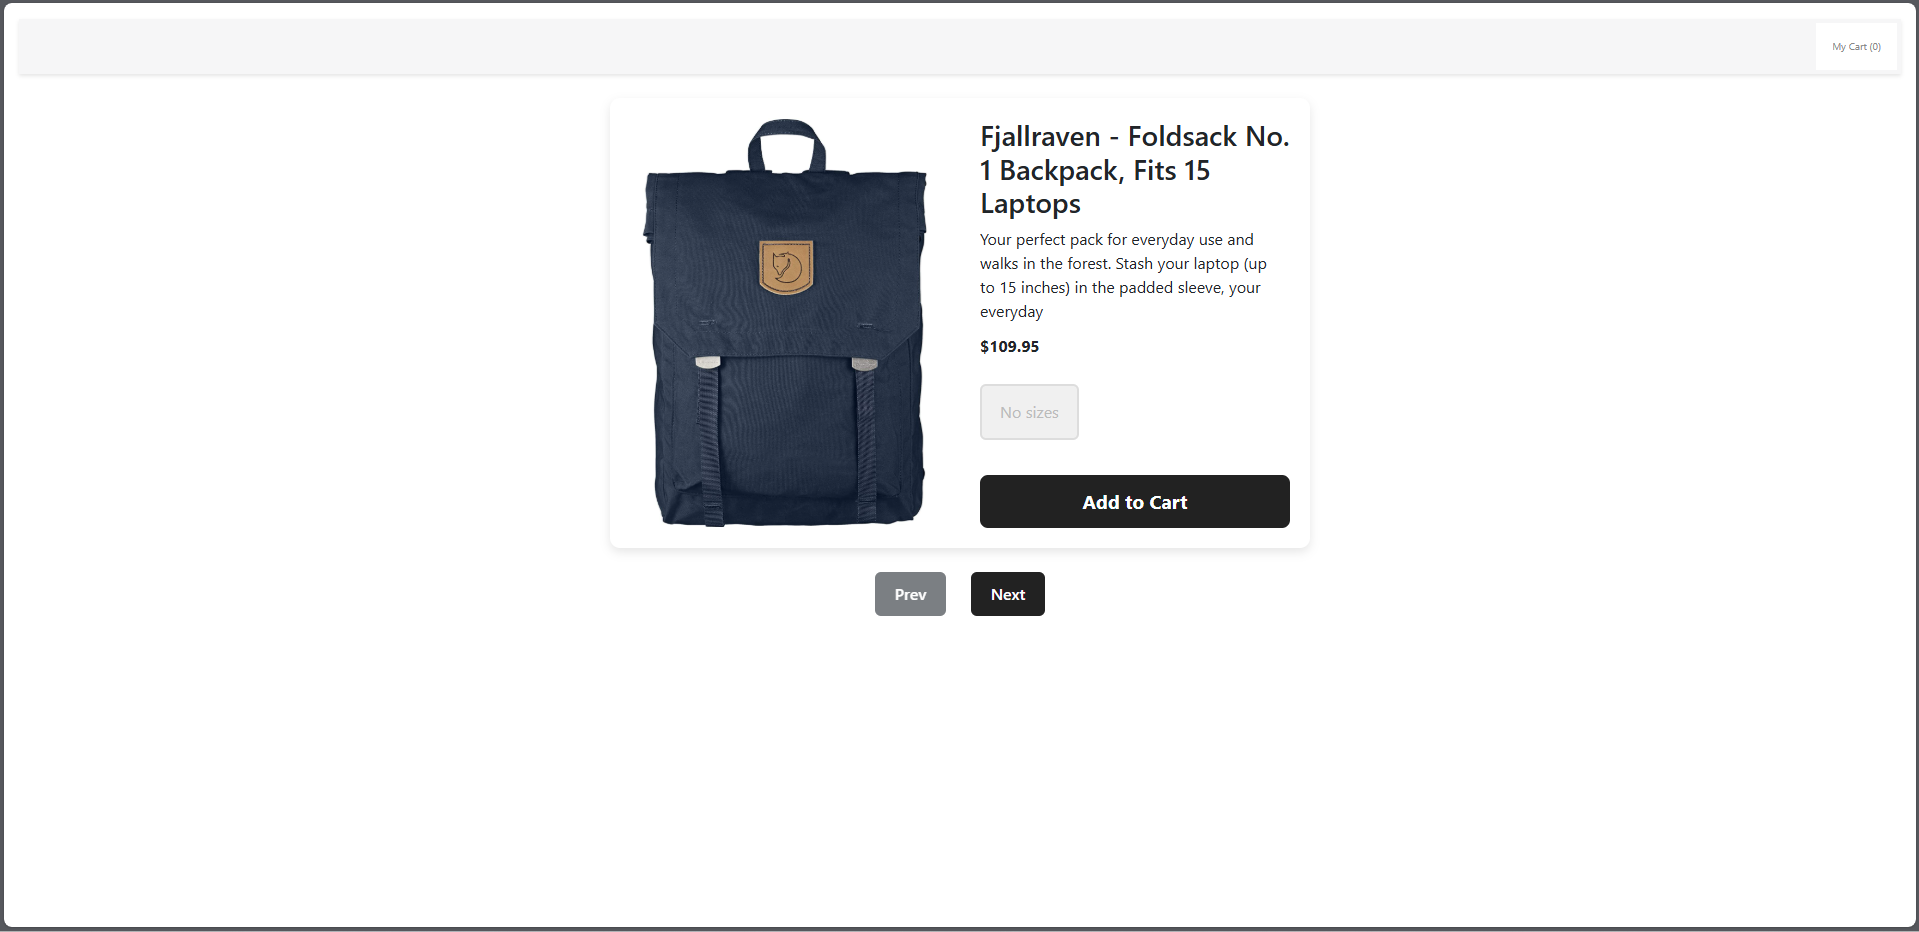 My Cart (0)
Fjallraven - Foldsack No.
1 Backpack, Fits 15
Laptops
Your perfect pack for everyday use and
walks in the forest. Stash your laptop (up
to 15 inches) in the padded sleeve, your
everyday
$109.95
No sizes
Add to Cart
Prev
Next